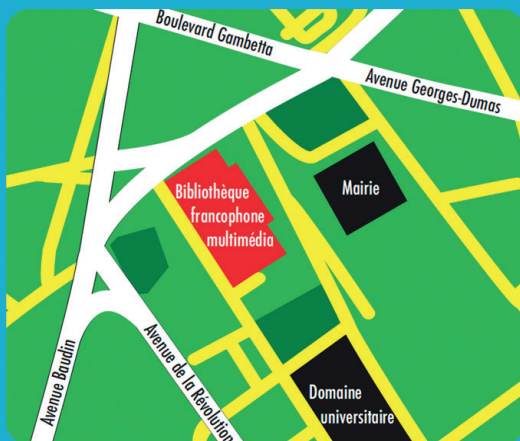 Boulevard Gambetta
Avenue Georges-Dumas
Bibliothèque
francophone
multimédia
Mairie
Avenue Baudin
Avenue de la Révolution
Domaine
universitaire